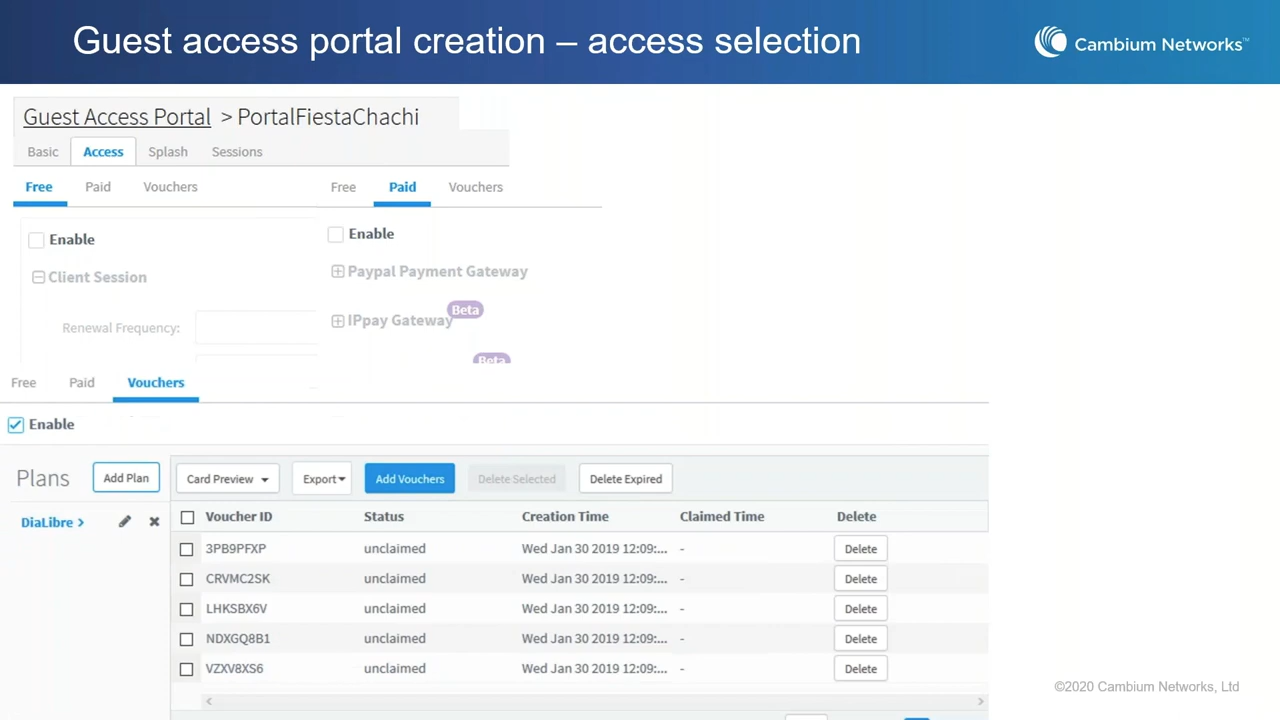 Guest access portal creation – access selection
Cambium Networks™
Guest Access Portal > PortalFiestaChachi
Basic Access Splash Sessions
Free Paid Vouchers
Enable
Client Session
Renewal Frequency:
Free Paid Vouchers
Enable
Paypal Payment Gateway
IPpay Gateway Beta
Beta
Free Paid Vouchers
Enable
Plans Add Plan
DiaLibre >
Card Preview Export Add Vouchers Delete Selected Delete Expired
Voucher ID Status Creation Time Claimed Time Delete
3PB9PFXP unclaimed Wed Jan 30 2019 12:09:... - Delete
CRVMC2SK unclaimed Wed Jan 30 2019 12:09:... - Delete
LHKSBX6V unclaimed Wed Jan 30 2019 12:09:... - Delete
NDXGQ8B1 unclaimed Wed Jan 30 2019 12:09:... - Delete
VZXV8XS6 unclaimed Wed Jan 30 2019 12:09:... - Delete
©2020 Cambium Networks, Ltd